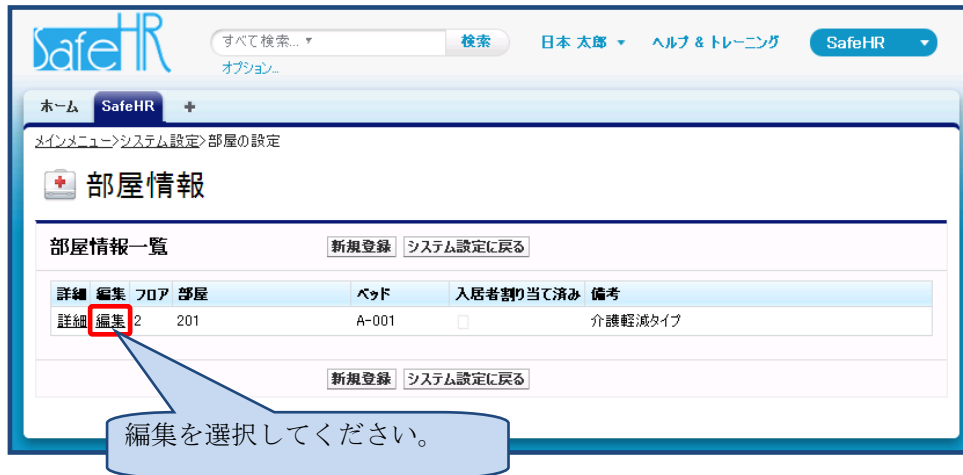 SafeHR
すべて検索... 検索 日本 太郎 ヘルプ & トレーニング SafeHR
オプション...
ホーム SafeHR +
メインメニュー>システム設定>部屋の設定
部屋情報
部屋情報一覧 新規登録 システム設定に戻る
詳細 編集 フロア 部屋 ベッド 入居者割り当て済み 備考
詳細 編集 2 201 A-001 介護軽減タイプ
新規登録 システム設定に戻る
編集を選択してください。